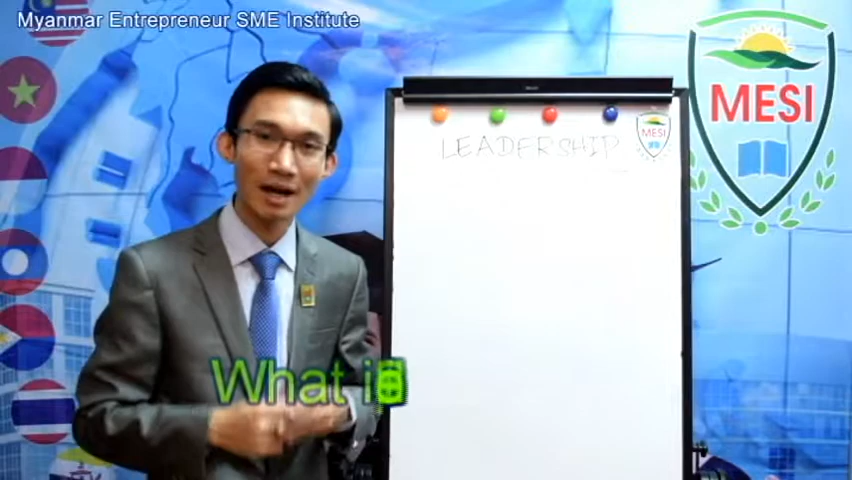 Myanmar Entrepreneur SME Institute
MESI
LEADERSHIP
MESI
What is